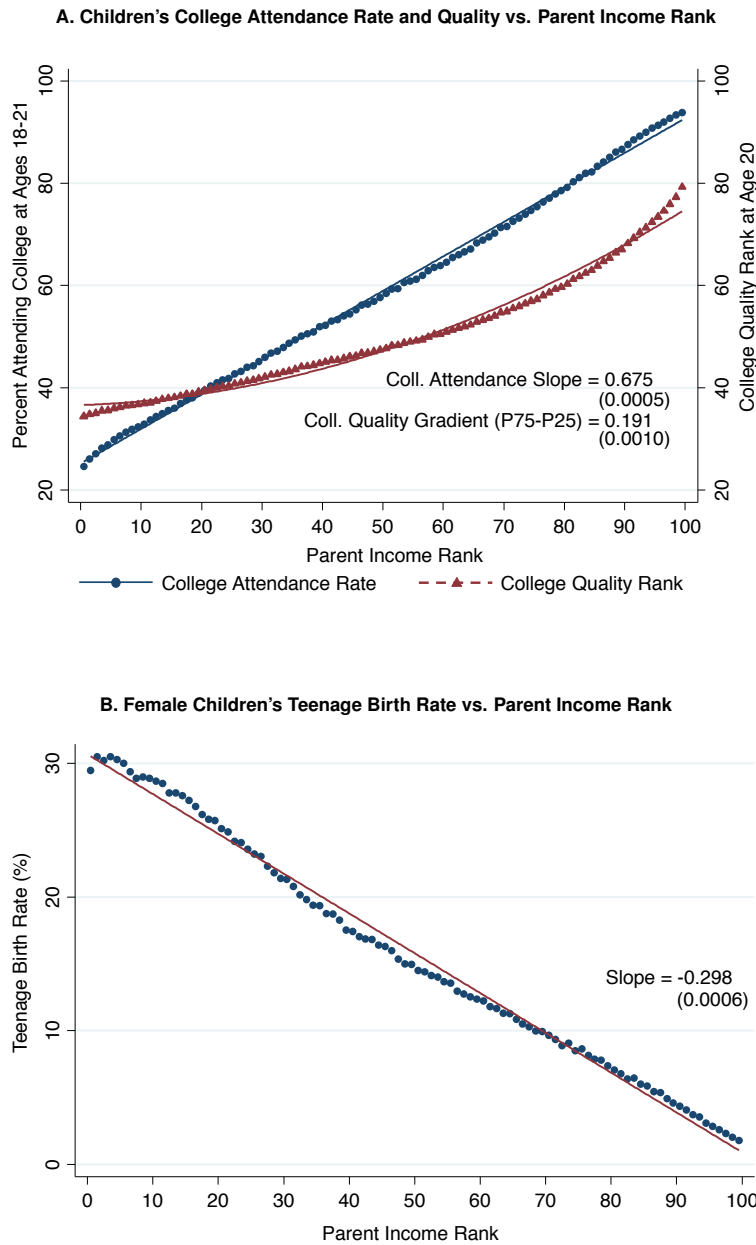 A. Children's College Attendance Rate and Quality vs. Parent Income Rank
Percent Attending College at Ages 18-21
100
80
60
40
20
College Quality Rank at Age 20
100
80
60
40
20
Coll. Attendance Slope = 0.675
(0.0005)
Coll. Quality Gradient (P75-P25) = 0.191
(0.0010)
0 10 20 30 40 50 60 70 80 90 100
Parent Income Rank
College Attendance Rate College Quality Rank
B. Female Children's Teenage Birth Rate vs. Parent Income Rank
Teenage Birth Rate (%)
30
20
10
0
Slope = -0.298
(0.0006)
0 10 20 30 40 50 60 70 80 90 100
Parent Income Rank